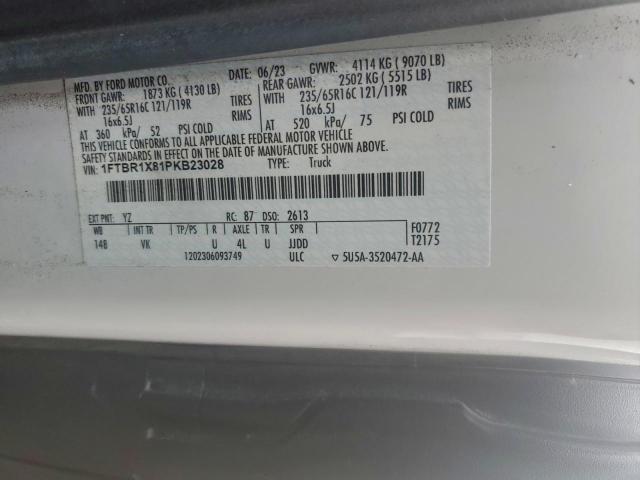 MFD. BY FORD MOTOR CO. DATE: 06/23 GVWR: 4114 KG ( 9070 LB)
FRONT GAWR: 1873 KG ( 4130 LB) REAR GAWR: 2502 KG ( 5515 LB)
WITH 235/65R16C 121/119R TIRES WITH 235/65R16C 121/119R TIRES
16x6.5J RIMS 16x6.5J RIMS
AT 360 kPa/ 52 PSI COLD AT 520 kPa/ 75 PSI COLD
THIS VEHICLE CONFORMS TO ALL APPLICABLE FEDERAL MOTOR VEHICLE
SAFETY AND THEFT PREVENTION STANDARDS IN EFFECT ON THE DATE OF MANUFACTURE SHOWN ABOVE.
VIN: 1FTBR1X81PKB23028 TYPE: Truck
EXT PNT: YZ RC: 87 DSO: 2613 F0772
WB INT TR TP/PS R AXLE TR SPR T2175
148 VK U 4L U JJDD
1202306093749 ULC ▽ 5U5A-3520472-AA